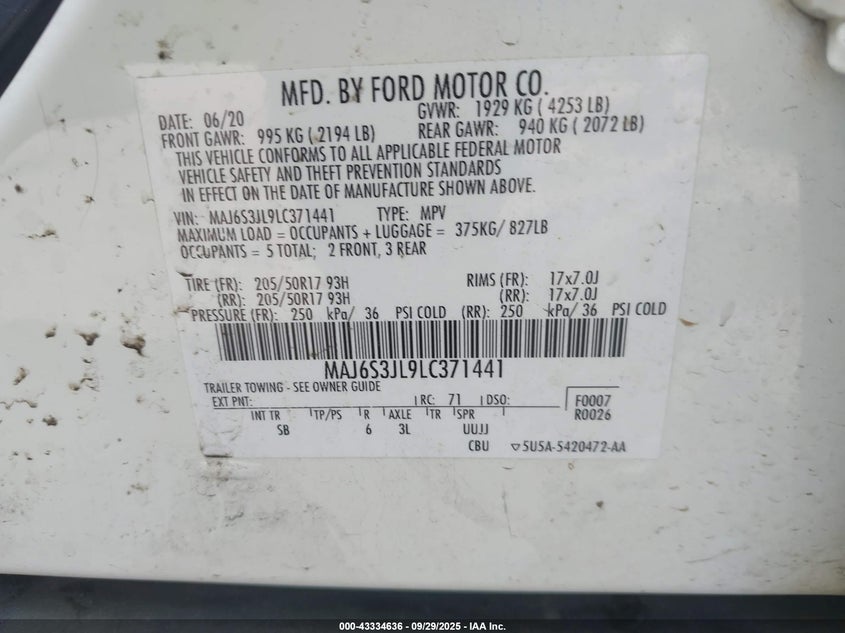 MFD. BY FORD MOTOR CO.
DATE: 06/20 GVWR: 1929 KG ( 4253 LB)
FRONT GAWR: 995 KG ( 2194 LB) REAR GAWR: 940 KG ( 2072 LB)
THIS VEHICLE CONFORMS TO ALL APPLICABLE FEDERAL MOTOR
VEHICLE SAFETY AND THEFT PREVENTION STANDARDS
IN EFFECT ON THE DATE OF MANUFACTURE SHOWN ABOVE.
VIN: MAJ6S3JL9LC371441 TYPE: MPV
MAXIMUM LOAD = OCCUPANTS + LUGGAGE = 375KG/ 827LB
OCCUPANTS = 5 TOTAL; 2 FRONT, 3 REAR
TIRE (FR): 205/50R17 93H RIMS (FR): 17x7.0J
(RR): 205/50R17 93H (RR): 17x7.0J
PRESSURE (FR): 250 kPa/ 36 PSI COLD (RR): 250 kPa/ 36 PSI COLD
MAJ6S3JL9LC371441
TRAILER TOWING - SEE OWNER GUIDE
EXT PNT: RC: 71 DSO: F0007
R0026
INT TR TP/PS R AXLE TR SPR
SB 6 3L UUJJ
CBU 5U5A-5420472-AA
000-43334636 - 09/29/2025 - IAA Inc.